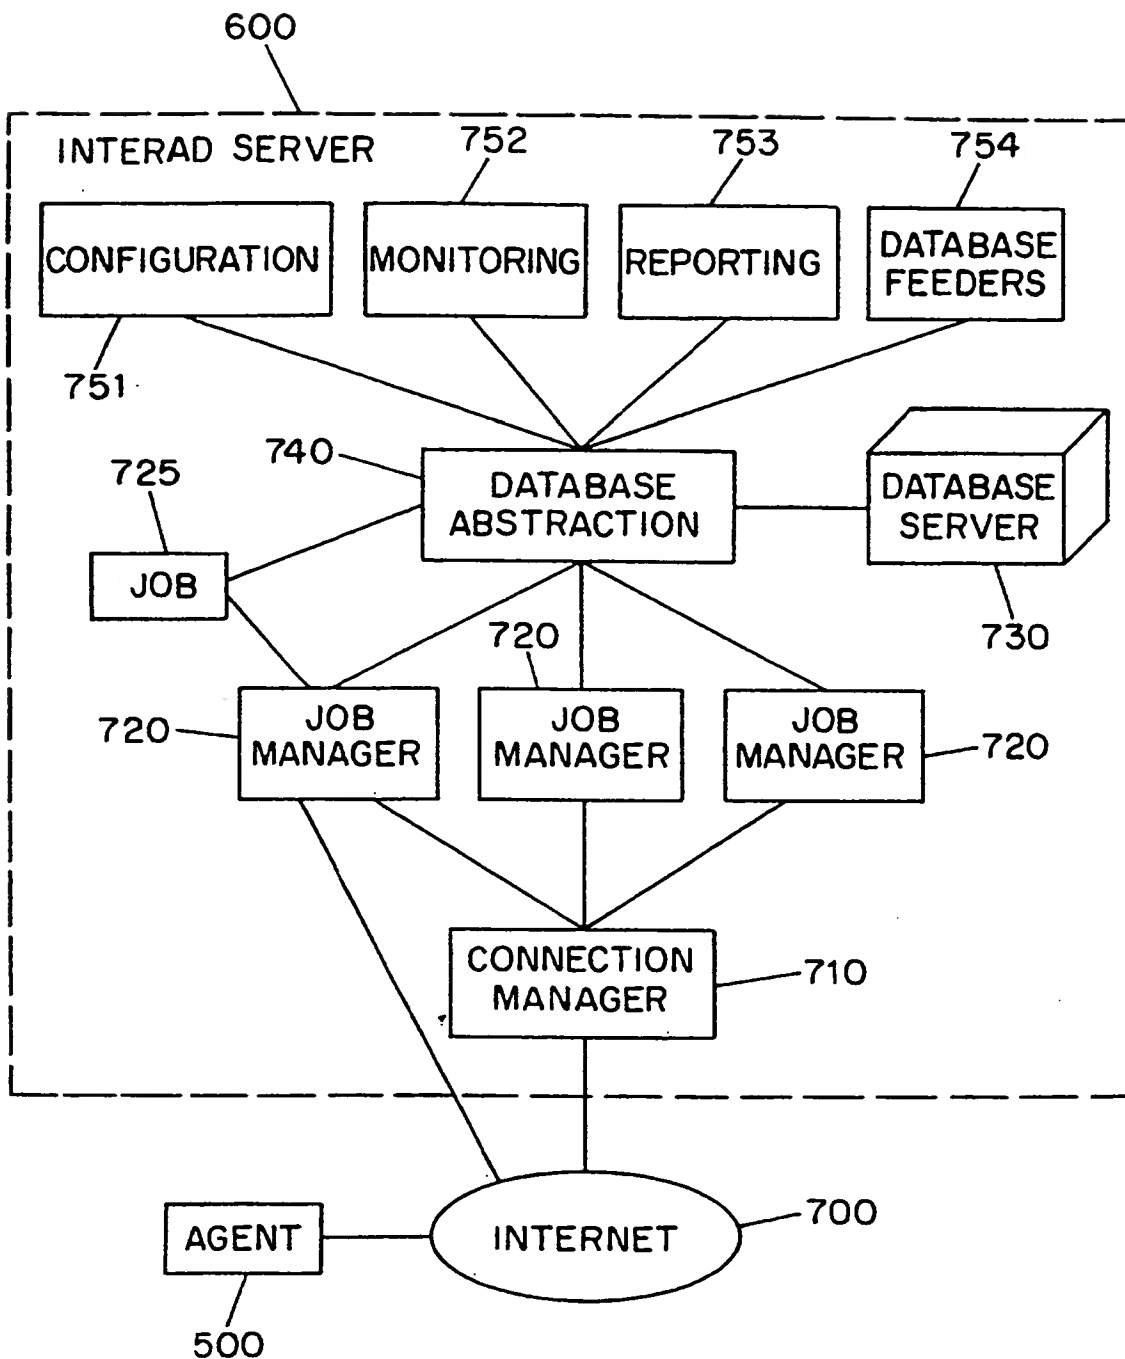 600
INTERAD SERVER
752
753
754
CONFIGURATION
MONITORING
REPORTING
DATABASE
FEEDERS
751
740
725
DATABASE
ABSTRACTION
DATABASE
SERVER
JOB
730
720
720
JOB
MANAGER
JOB
MANAGER
JOB
MANAGER
720
CONNECTION
MANAGER
710
AGENT
INTERNET
700
500